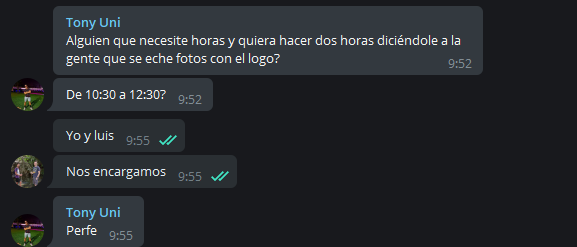 Tony Uni
Alguien que necesite horas y quiera hacer dos horas diciéndole a la
gente que se eche fotos con el logo?
9:52
De 10:30 a 12:30?
9:52
Yo y luis
9:55
Nos encargamos
9:55
Tony Uni
Perfe
9:55